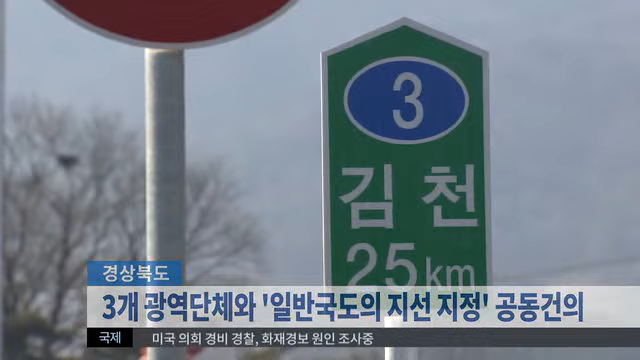 3
김천
25km
경상북도
3개 광역단체와 '일반국도의 지선 지정' 공동건의
국제 미국 의회 경비 경찰, 화재경보 원인 조사중